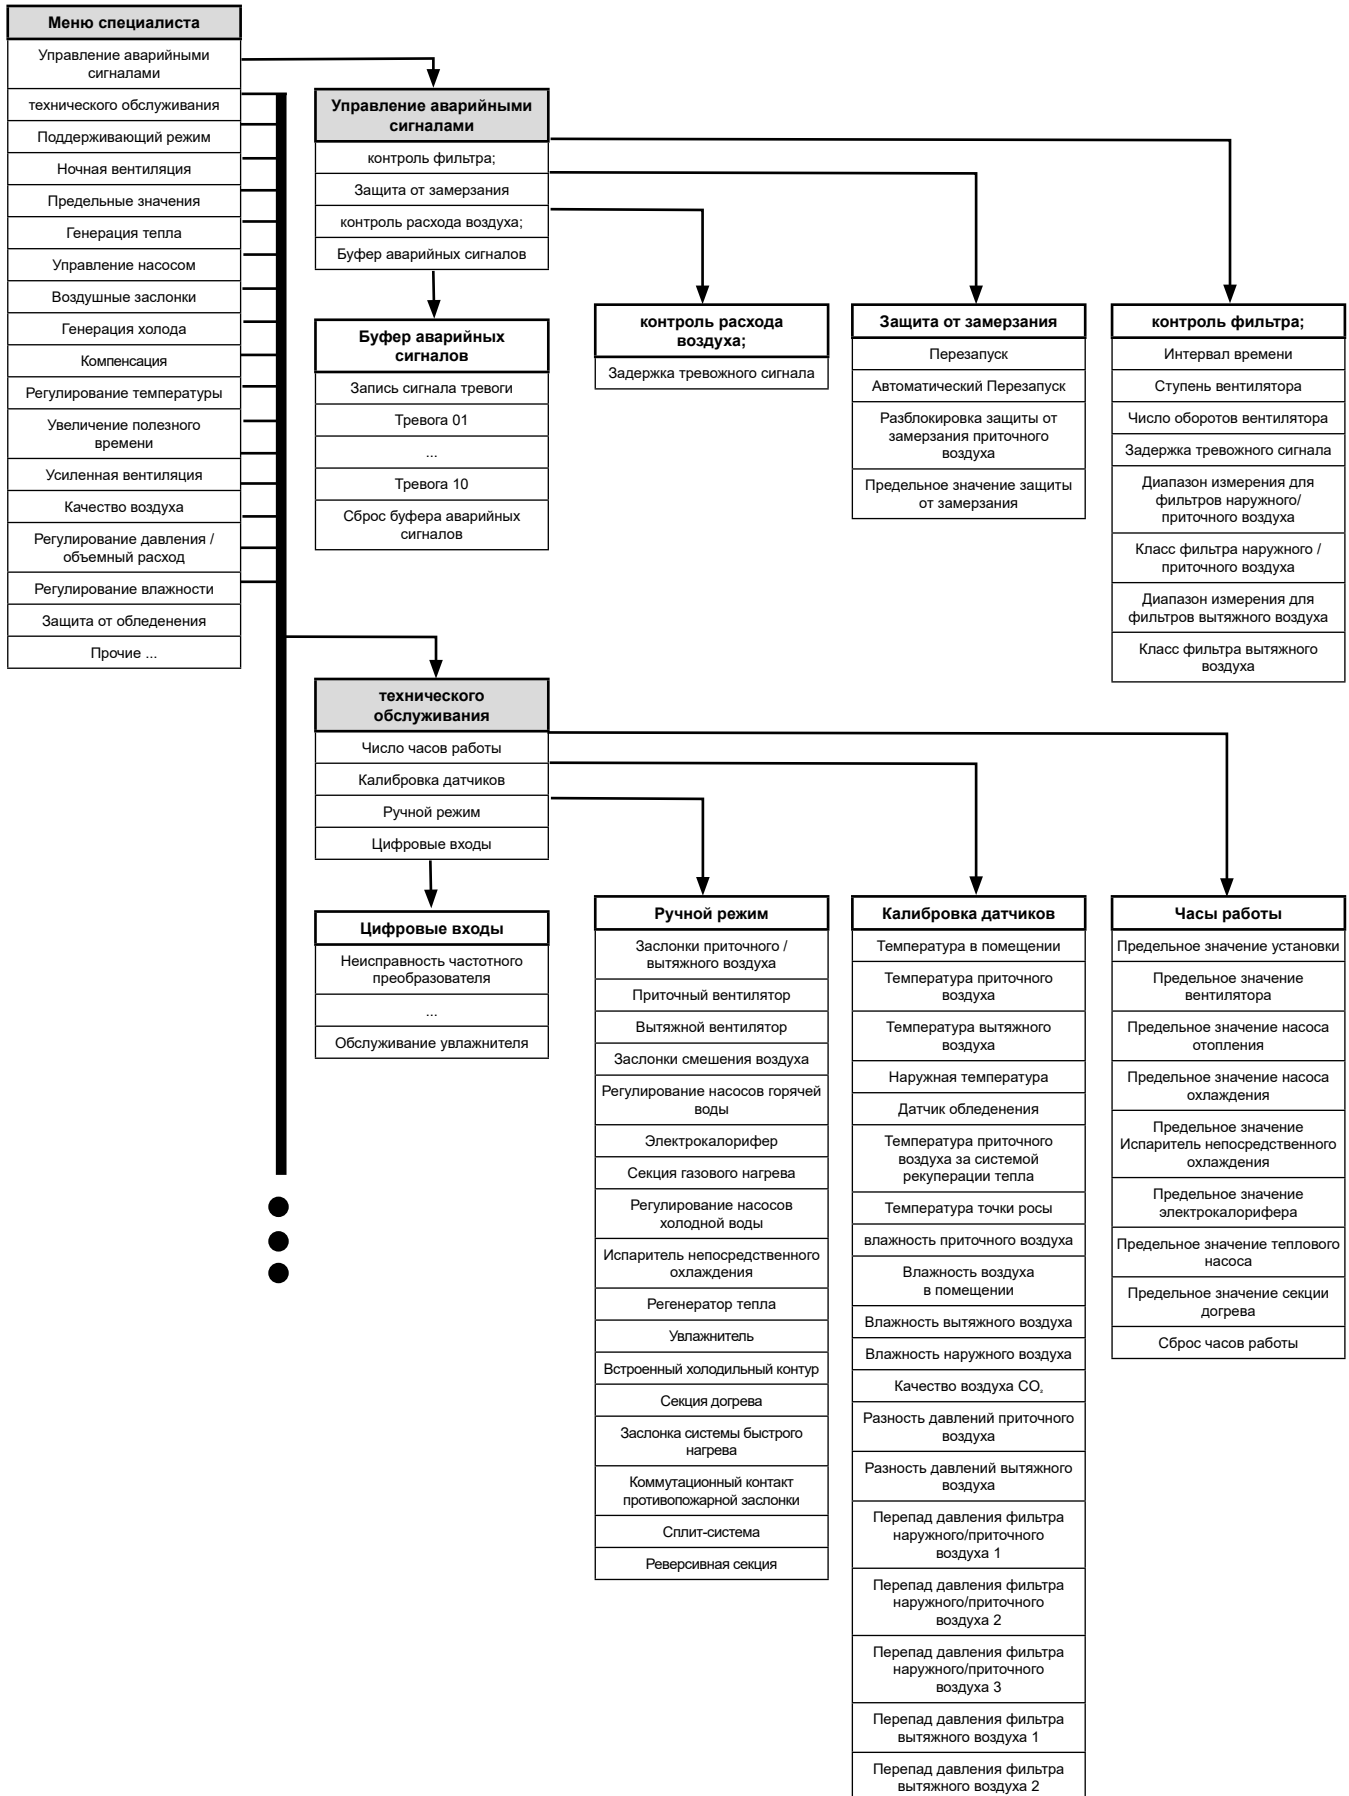 Меню специалиста
Управление аварийными
сигналами
технического обслуживания
Поддерживающий режим
Ночная вентиляция
Предельные значения
Генерация тепла
Управление насосом
Воздушные заслонки
Генерация холода
Компенсация
Регулирование температуры
Увеличение полезного
времени
Усиленная вентиляция
Качество воздуха
Регулирование давления /
объемный расход
Регулирование влажности
Защита от обледенения
Прочие ...
Управление аварийными
сигналами
контроль фильтра;
Защита от замерзания
контроль расхода воздуха;
Буфер аварийных сигналов
Буфер аварийных
сигналов
Запись сигнала тревоги
Тревога 01
...
Тревога 10
Сброс буфера аварийных
сигналов
контроль расхода
воздуха;
Задержка тревожного сигнала
Защита от замерзания
Перезапуск
Автоматический Перезапуск
Разблокировка защиты от
замерзания приточного
воздуха
Предельное значение защиты
от замерзания
контроль фильтра;
Интервал времени
Ступень вентилятора
Число оборотов вентилятора
Задержка тревожного сигнала
Диапазон измерения для
фильтров наружного/
приточного воздуха
Класс фильтра наружного /
приточного воздуха
Диапазон измерения для
фильтров вытяжного воздуха
Класс фильтра вытяжного
воздуха
технического
обслуживания
Число часов работы
Калибровка датчиков
Ручной режим
Цифровые входы
Цифровые входы
Неисправность частотного
преобразователя
...
Обслуживание увлажнителя
Ручной режим
Заслонки приточного /
вытяжного воздуха
Приточный вентилятор
Вытяжной вентилятор
Заслонки смешения воздуха
Регулирование насосов горячей
воды
Электрокалорифер
Секция газового нагрева
Регулирование насосов
холодной воды
Испаритель непосредственного
охлаждения
Регенератор тепла
Увлажнитель
Встроенный холодильный контур
Секция догрева
Заслонка системы быстрого
нагрева
Коммутационный контакт
противопожарной заслонки
Сплит-система
Реверсивная секция
Калибровка датчиков
Температура в помещении
Температура приточного
воздуха
Температура вытяжного
воздуха
Наружная температура
Датчик обледенения
Температура приточного
воздуха за системой
рекуперации тепла
Температура точки росы
влажность приточного воздуха
Влажность воздуха
в помещении
Влажность вытяжного воздуха
Влажность наружного воздуха
Качество воздуха CO₂
Разность давлений приточного
воздуха
Разность давлений вытяжного
воздуха
Перепад давления фильтра
наружного/приточного
воздуха 1
Перепад давления фильтра
наружного/приточного
воздуха 2
Перепад давления фильтра
наружного/приточного
воздуха 3
Перепад давления фильтра
вытяжного воздуха 1
Перепад давления фильтра
вытяжного воздуха 2
Часы работы
Предельное значение установки
Предельное значение
вентилятора
Предельное значение насоса
отопления
Предельное значение насоса
охлаждения
Предельное значение
Испаритель непосредственного
охлаждения
Предельное значение
электрокалорифера
Предельное значение теплового
насоса
Предельное значение секции
догрева
Сброс часов работы